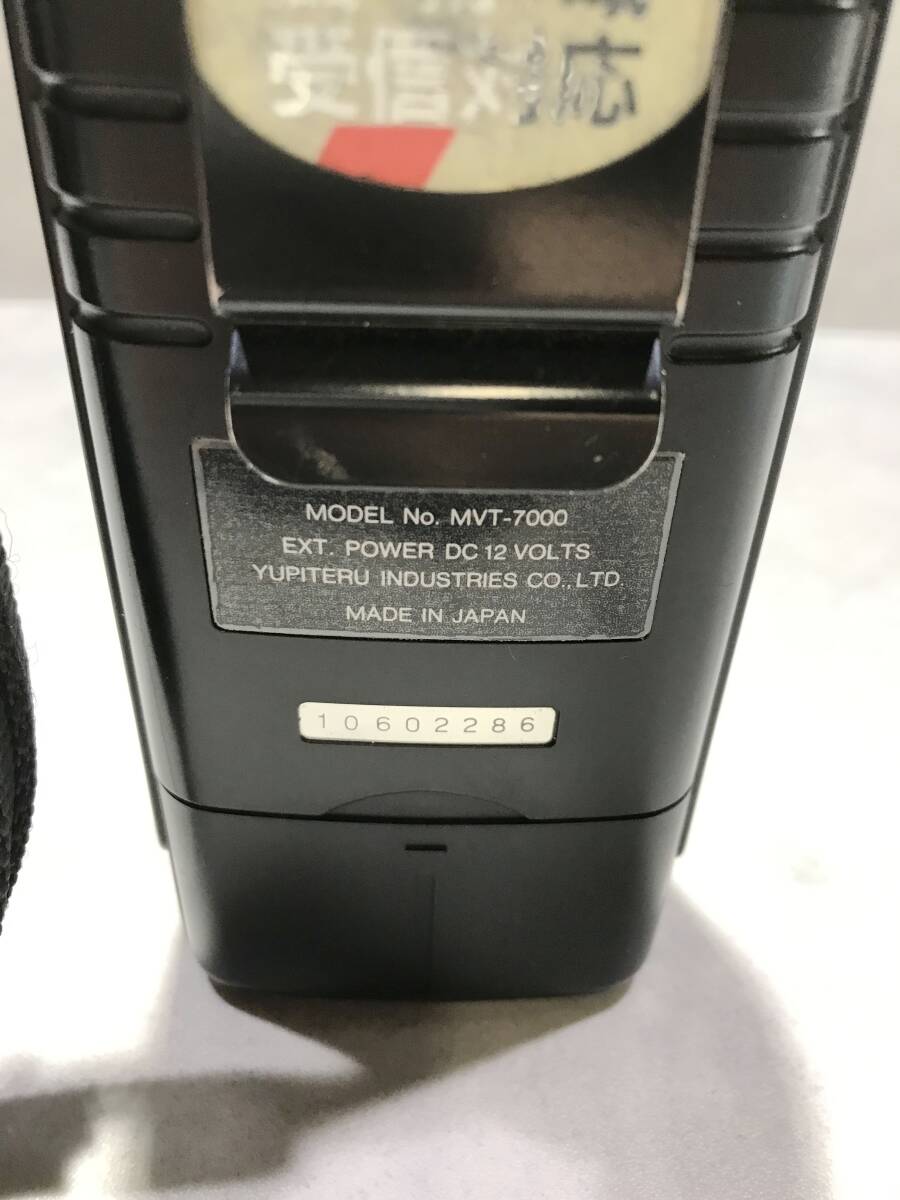 受信対応
MODEL No. MVT-7000
EXT. POWER DC 12 VOLTS
YUPITERU INDUSTRIES CO.,LTD.
MADE IN JAPAN
10602286